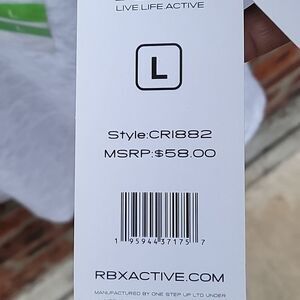 LIVE LIFE ACTIVE
L
Style:CR1882
MSRP:$58.00
1 95944 37175 7
RBXACTIVE.COM
MANUFACTURED BY ONE STEP UP LTD UNDER